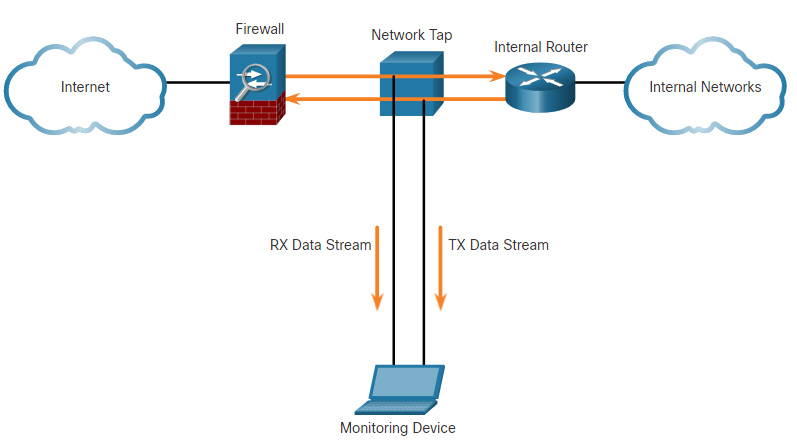 Firewall
Network Tap
Internal Router
Internet
Internal Networks
RX Data Stream
TX Data Stream
Monitoring Device